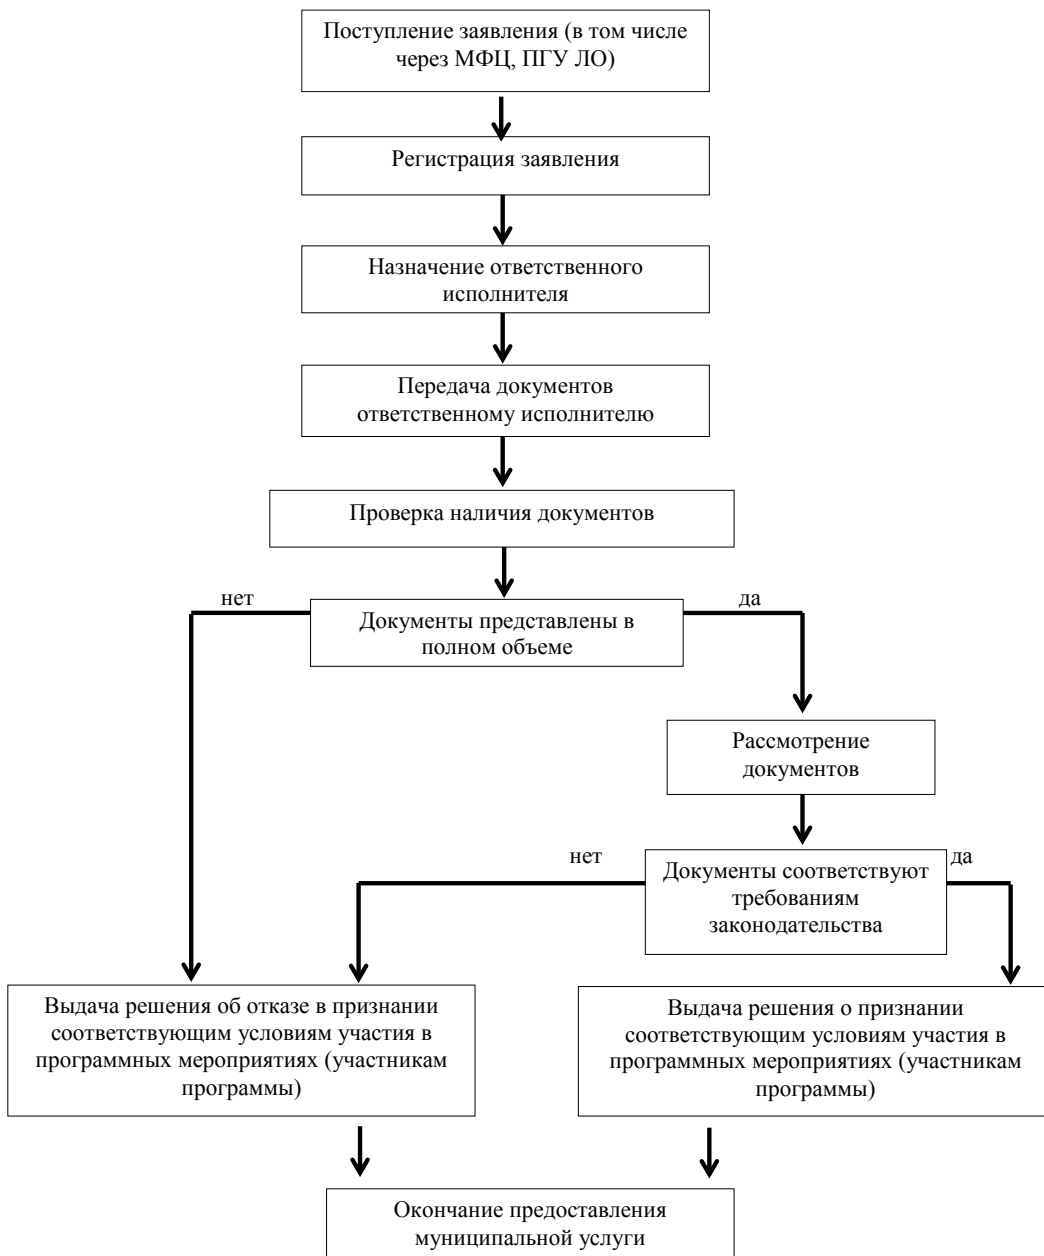 Поступление заявления (в том числе
через МФЦ, ПГУ ЛО)
Регистрация заявления
Назначение ответственного
исполнителя
Передача документов
ответственному исполнителю
Проверка наличия документов
нет
да
Документы представлены в
полном объеме
Рассмотрение
документов
нет
да
Документы соответствуют
требованиям
законодательства
Выдача решения об отказе в признании
соответствующим условиям участия в
программных мероприятиях (участникам
программы)
Выдача решения о признании
соответствующим условиям участия в
программных мероприятиях (участникам
программы)
Окончание предоставления
муниципальной услуги